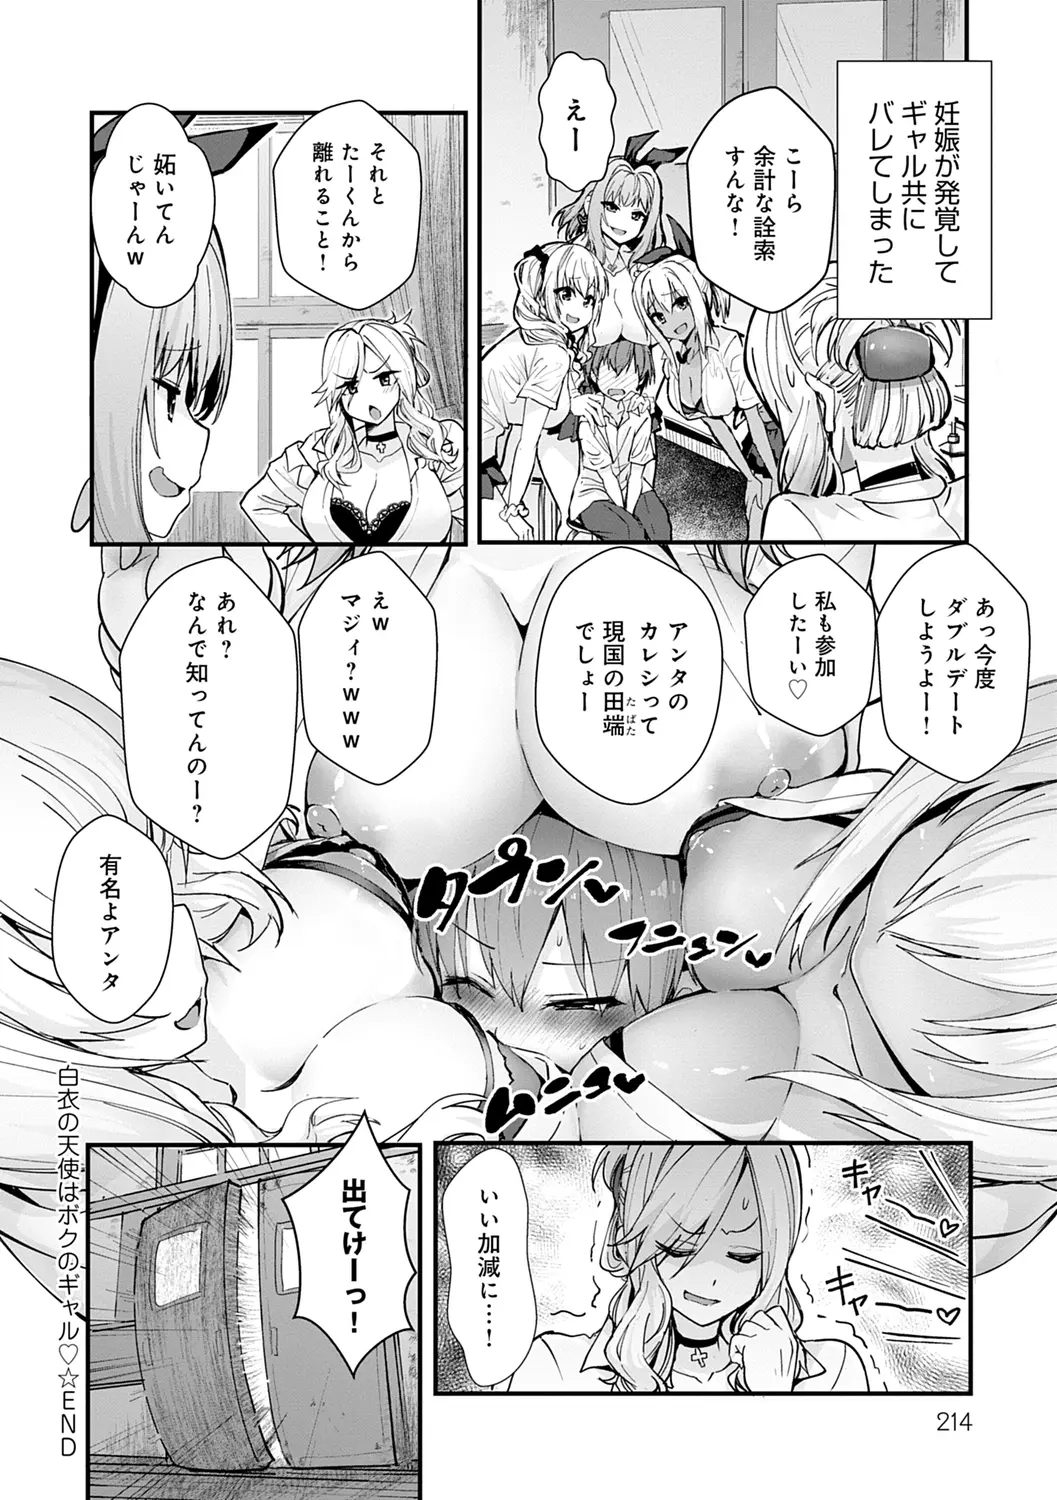 妊娠が発覚して
ギャル共に
バレてしまった
こーら
余計な詮索
すんな！
えー
それと
たーくんから
離れること！
妬いてん
じゃーんw
あっ今度
ダブルデート
しようよー！
私も参加
したーい♡
アンタの
カレシって
現国の田端
たばた
でしょー
えw
マジィ？www
あれ？
なんで知ってんのー？
有名よアンタ
タプン♥
フニュン♥
ムニュ♥
キャー♡
キャー♡
いい加減に…！
出てけーっ！
白衣の天使はボクのギャル♡☆END
214